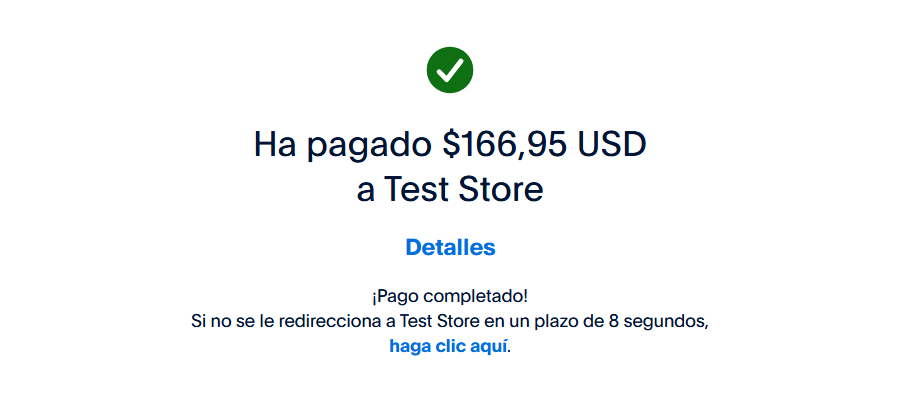 Ha pagado $166,95 USD
a Test Store
Detalles
¡Pago completado!
Si no se le redirecciona a Test Store en un plazo de 8 segundos,
haga clic aquí.